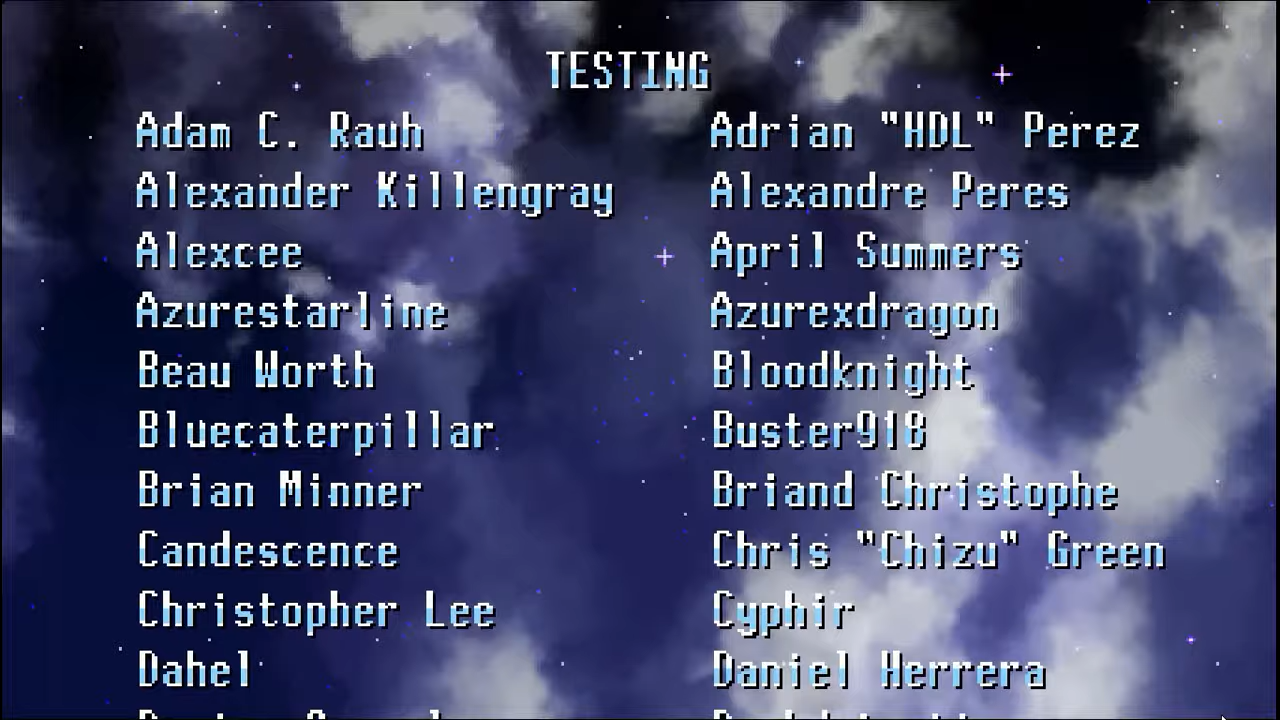 TESTING
Adam C. Rauh Adrian "HDL" Perez
Alexander Killengray Alexandre Peres
Alexcee April Summers
Azurestarline Azurexdragon
Beau Worth Bloodknight
Bluecaterpillar Buster918
Brian Minner Briand Christophe
Candescence Chris "Chizu" Green
Christopher Lee Cyphir
Dahel Daniel Herrera